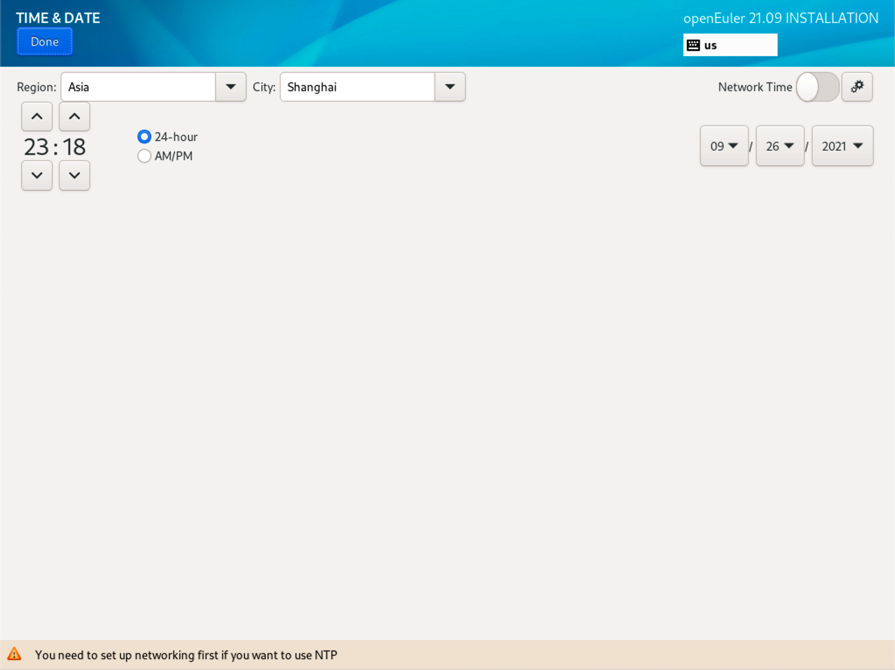 TIME & DATE
openEuler 21.09 INSTALLATION
Done
us
Region: Asia City: Shanghai Network Time
23:18
24-hour
AM/PM
09 / 26 / 2021
You need to set up networking first if you want to use NTP